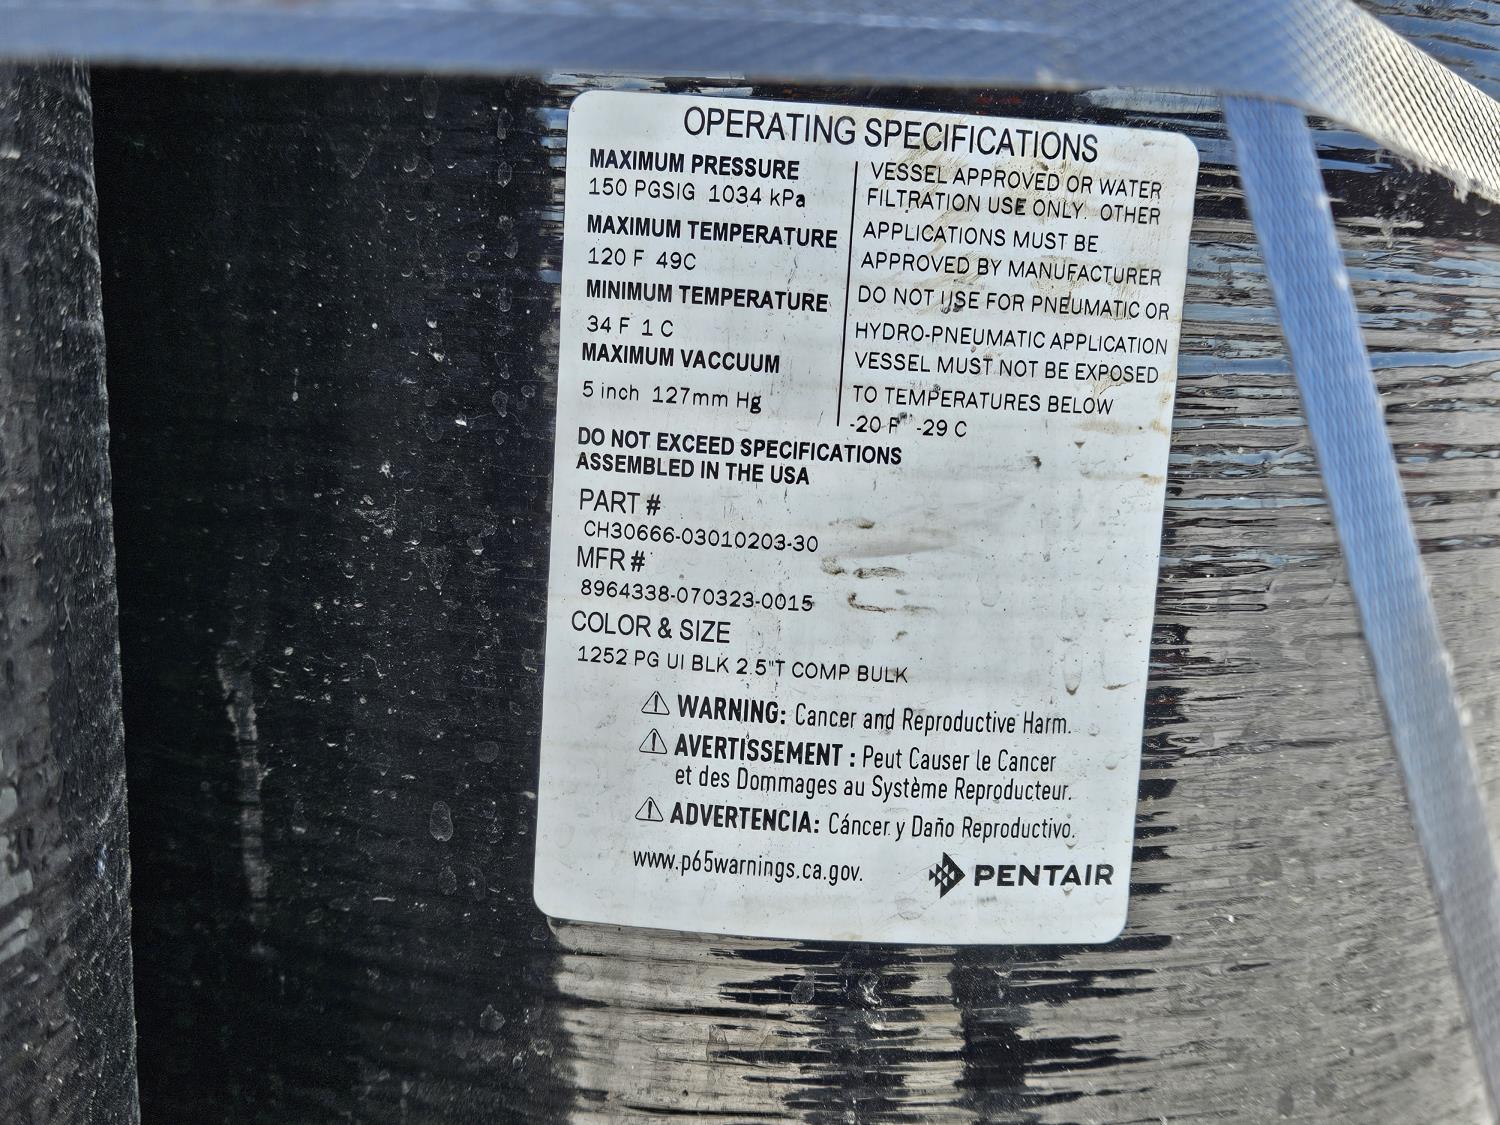 OPERATING SPECIFICATIONS
MAXIMUM PRESSURE
150 PGSIG 1034 kPa
MAXIMUM TEMPERATURE
120 F 49C
MINIMUM TEMPERATURE
34 F 1 C
MAXIMUM VACCUUM
5 inch 127mm Hg
VESSEL APPROVED OR WATER
FILTRATION USE ONLY. OTHER
APPLICATIONS MUST BE
APPROVED BY MANUFACTURER
DO NOT USE FOR PNEUMATIC OR
HYDRO-PNEUMATIC APPLICATION
VESSEL MUST NOT BE EXPOSED
TO TEMPERATURES BELOW
-20 F -29 C
DO NOT EXCEED SPECIFICATIONS
ASSEMBLED IN THE USA
PART #
CH30666-03010203-30
MFR #
8964338-070323-0015
COLOR & SIZE
1252 PG UI BLK 2.5"T COMP BULK
⚠ WARNING: Cancer and Reproductive Harm.
⚠ AVERTISSEMENT : Peut Causer le Cancer
et des Dommages au Système Reproducteur.
⚠ ADVERTENCIA: Cáncer y Daño Reproductivo.
www.p65warnings.ca.gov.
PENTAIR